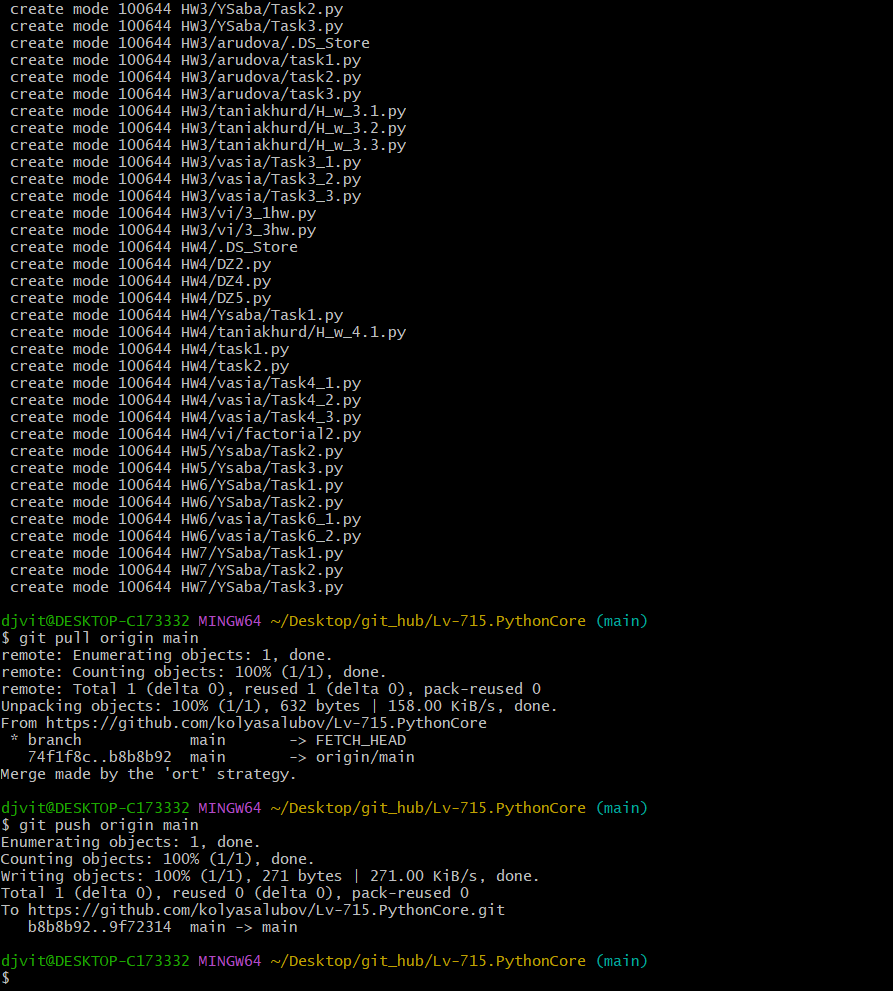 create mode 100644 HW3/YSaba/Task2.py
create mode 100644 HW3/YSaba/Task3.py
create mode 100644 HW3/arudova/.DS_Store
create mode 100644 HW3/arudova/task1.py
create mode 100644 HW3/arudova/task2.py
create mode 100644 HW3/arudova/task3.py
create mode 100644 HW3/taniakhurd/H_w_3.1.py
create mode 100644 HW3/taniakhurd/H_w_3.2.py
create mode 100644 HW3/taniakhurd/H_w_3.3.py
create mode 100644 HW3/vasia/Task3_1.py
create mode 100644 HW3/vasia/Task3_2.py
create mode 100644 HW3/vasia/Task3_3.py
create mode 100644 HW3/vi/3_1hw.py
create mode 100644 HW3/vi/3_3hw.py
create mode 100644 HW4/.DS_Store
create mode 100644 HW4/DZ2.py
create mode 100644 HW4/DZ4.py
create mode 100644 HW4/DZ5.py
create mode 100644 HW4/Ysaba/Task1.py
create mode 100644 HW4/taniakhurd/H_w_4.1.py
create mode 100644 HW4/task1.py
create mode 100644 HW4/task2.py
create mode 100644 HW4/vasia/Task4_1.py
create mode 100644 HW4/vasia/Task4_2.py
create mode 100644 HW4/vasia/Task4_3.py
create mode 100644 HW4/vi/factorial2.py
create mode 100644 HW5/Ysaba/Task2.py
create mode 100644 HW5/Ysaba/Task3.py
create mode 100644 HW6/YSaba/Task1.py
create mode 100644 HW6/YSaba/Task2.py
create mode 100644 HW6/vasia/Task6_1.py
create mode 100644 HW6/vasia/Task6_2.py
create mode 100644 HW7/YSaba/Task1.py
create mode 100644 HW7/YSaba/Task2.py
create mode 100644 HW7/YSaba/Task3.py
djvit@DESKTOP-C173332 MINGW64 ~/Desktop/git_hub/Lv-715.PythonCore (main)
$ git pull origin main
remote: Enumerating objects: 1, done.
remote: Counting objects: 100% (1/1), done.
remote: Total 1 (delta 0), reused 1 (delta 0), pack-reused 0
Unpacking objects: 100% (1/1), 632 bytes | 158.00 KiB/s, done.
From https://github.com/kolyasalubov/Lv-715.PythonCore
* branch main -> FETCH_HEAD
74f1f8c..b8b8b92 main -> origin/main
Merge made by the 'ort' strategy.
djvit@DESKTOP-C173332 MINGW64 ~/Desktop/git_hub/Lv-715.PythonCore (main)
$ git push origin main
Enumerating objects: 1, done.
Counting objects: 100% (1/1), done.
Writing objects: 100% (1/1), 271 bytes | 271.00 KiB/s, done.
Total 1 (delta 0), reused 0 (delta 0), pack-reused 0
To https://github.com/kolyasalubov/Lv-715.PythonCore.git
b8b8b92..9f72314 main -> main
djvit@DESKTOP-C173332 MINGW64 ~/Desktop/git_hub/Lv-715.PythonCore (main)
$